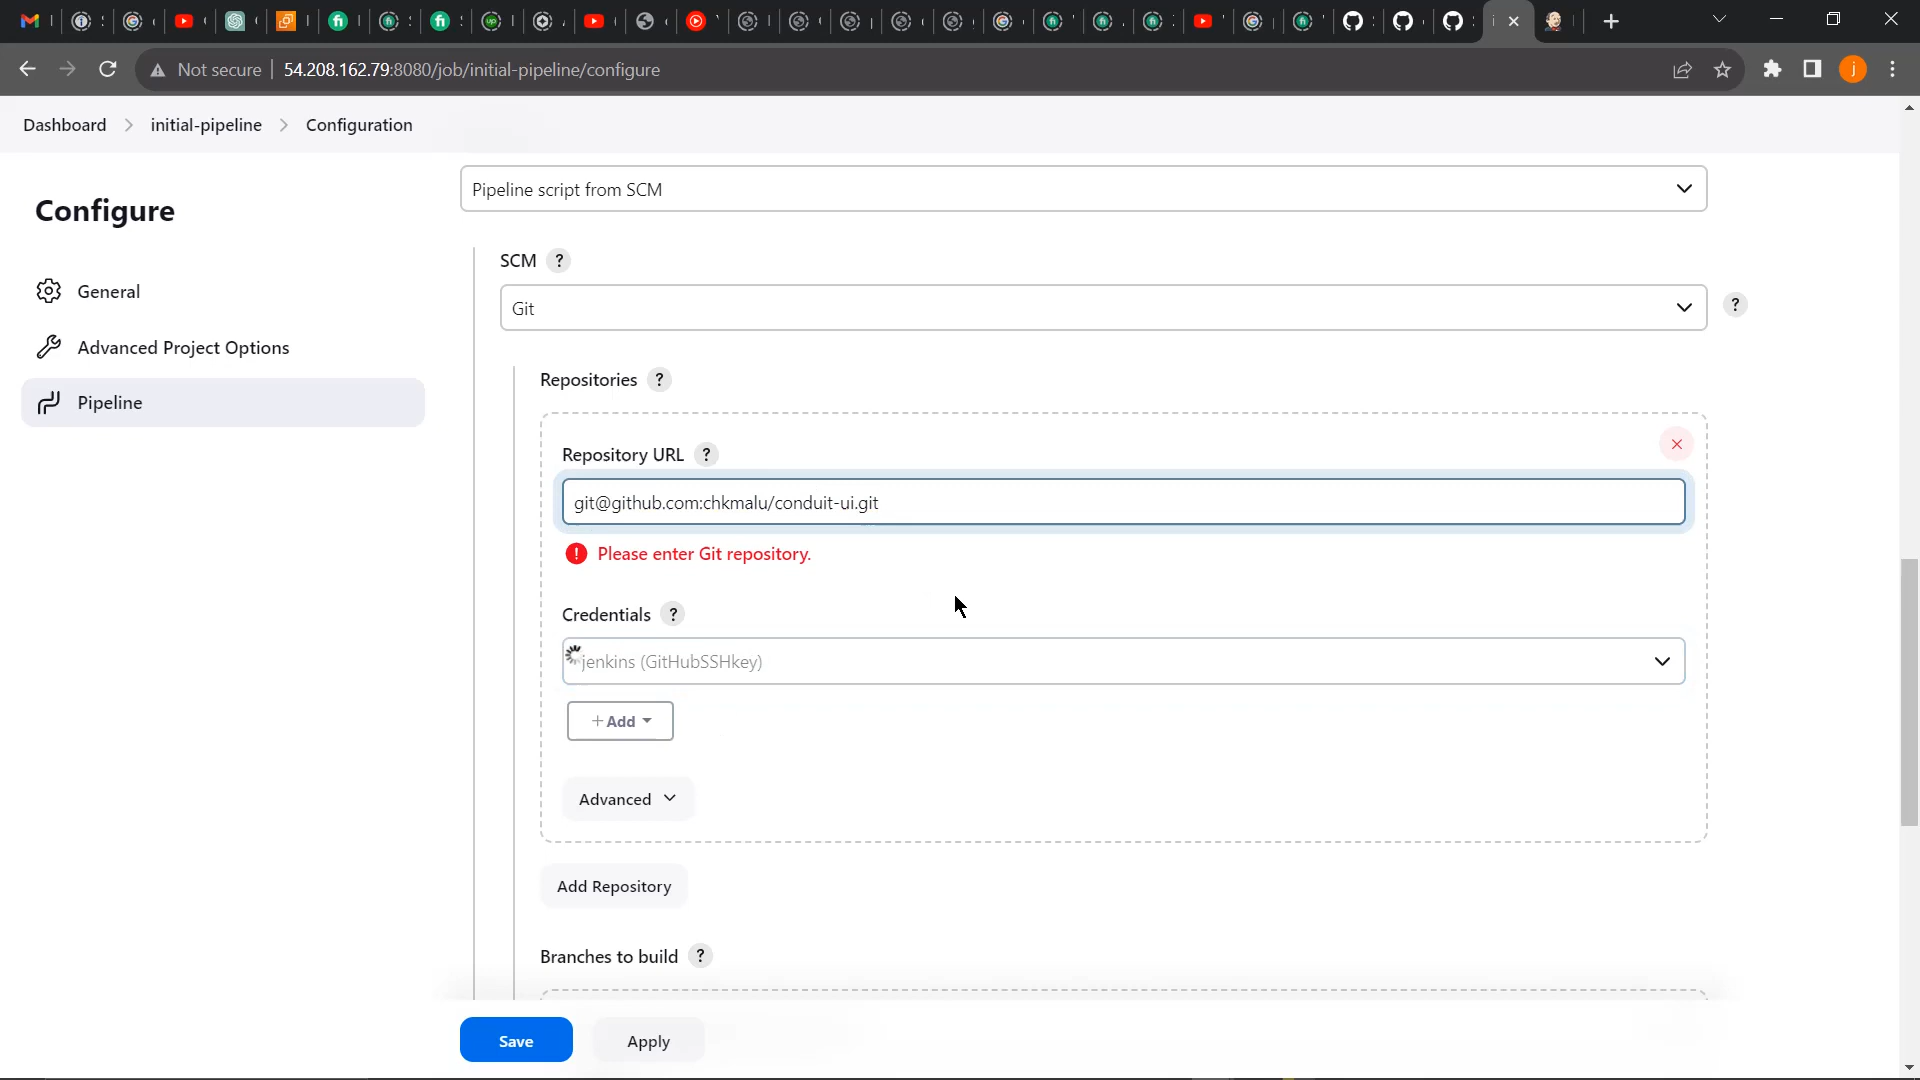 Not secure
54.208.162.79:8080/job/initial-pipeline/configure
j
Dashboard
initial-pipeline
Configuration
Configure
General
Advanced Project Options
Pipeline
Pipeline script from SCM
SCM ?
Git
?
Repositories ?
Repository URL ?
git@github.com:chkmalu/conduit-ui.git
Please enter Git repository.
Credentials ?
jenkins (GitHubSSHkey)
+ Add
Advanced
Add Repository
Branches to build ?
Save
Apply